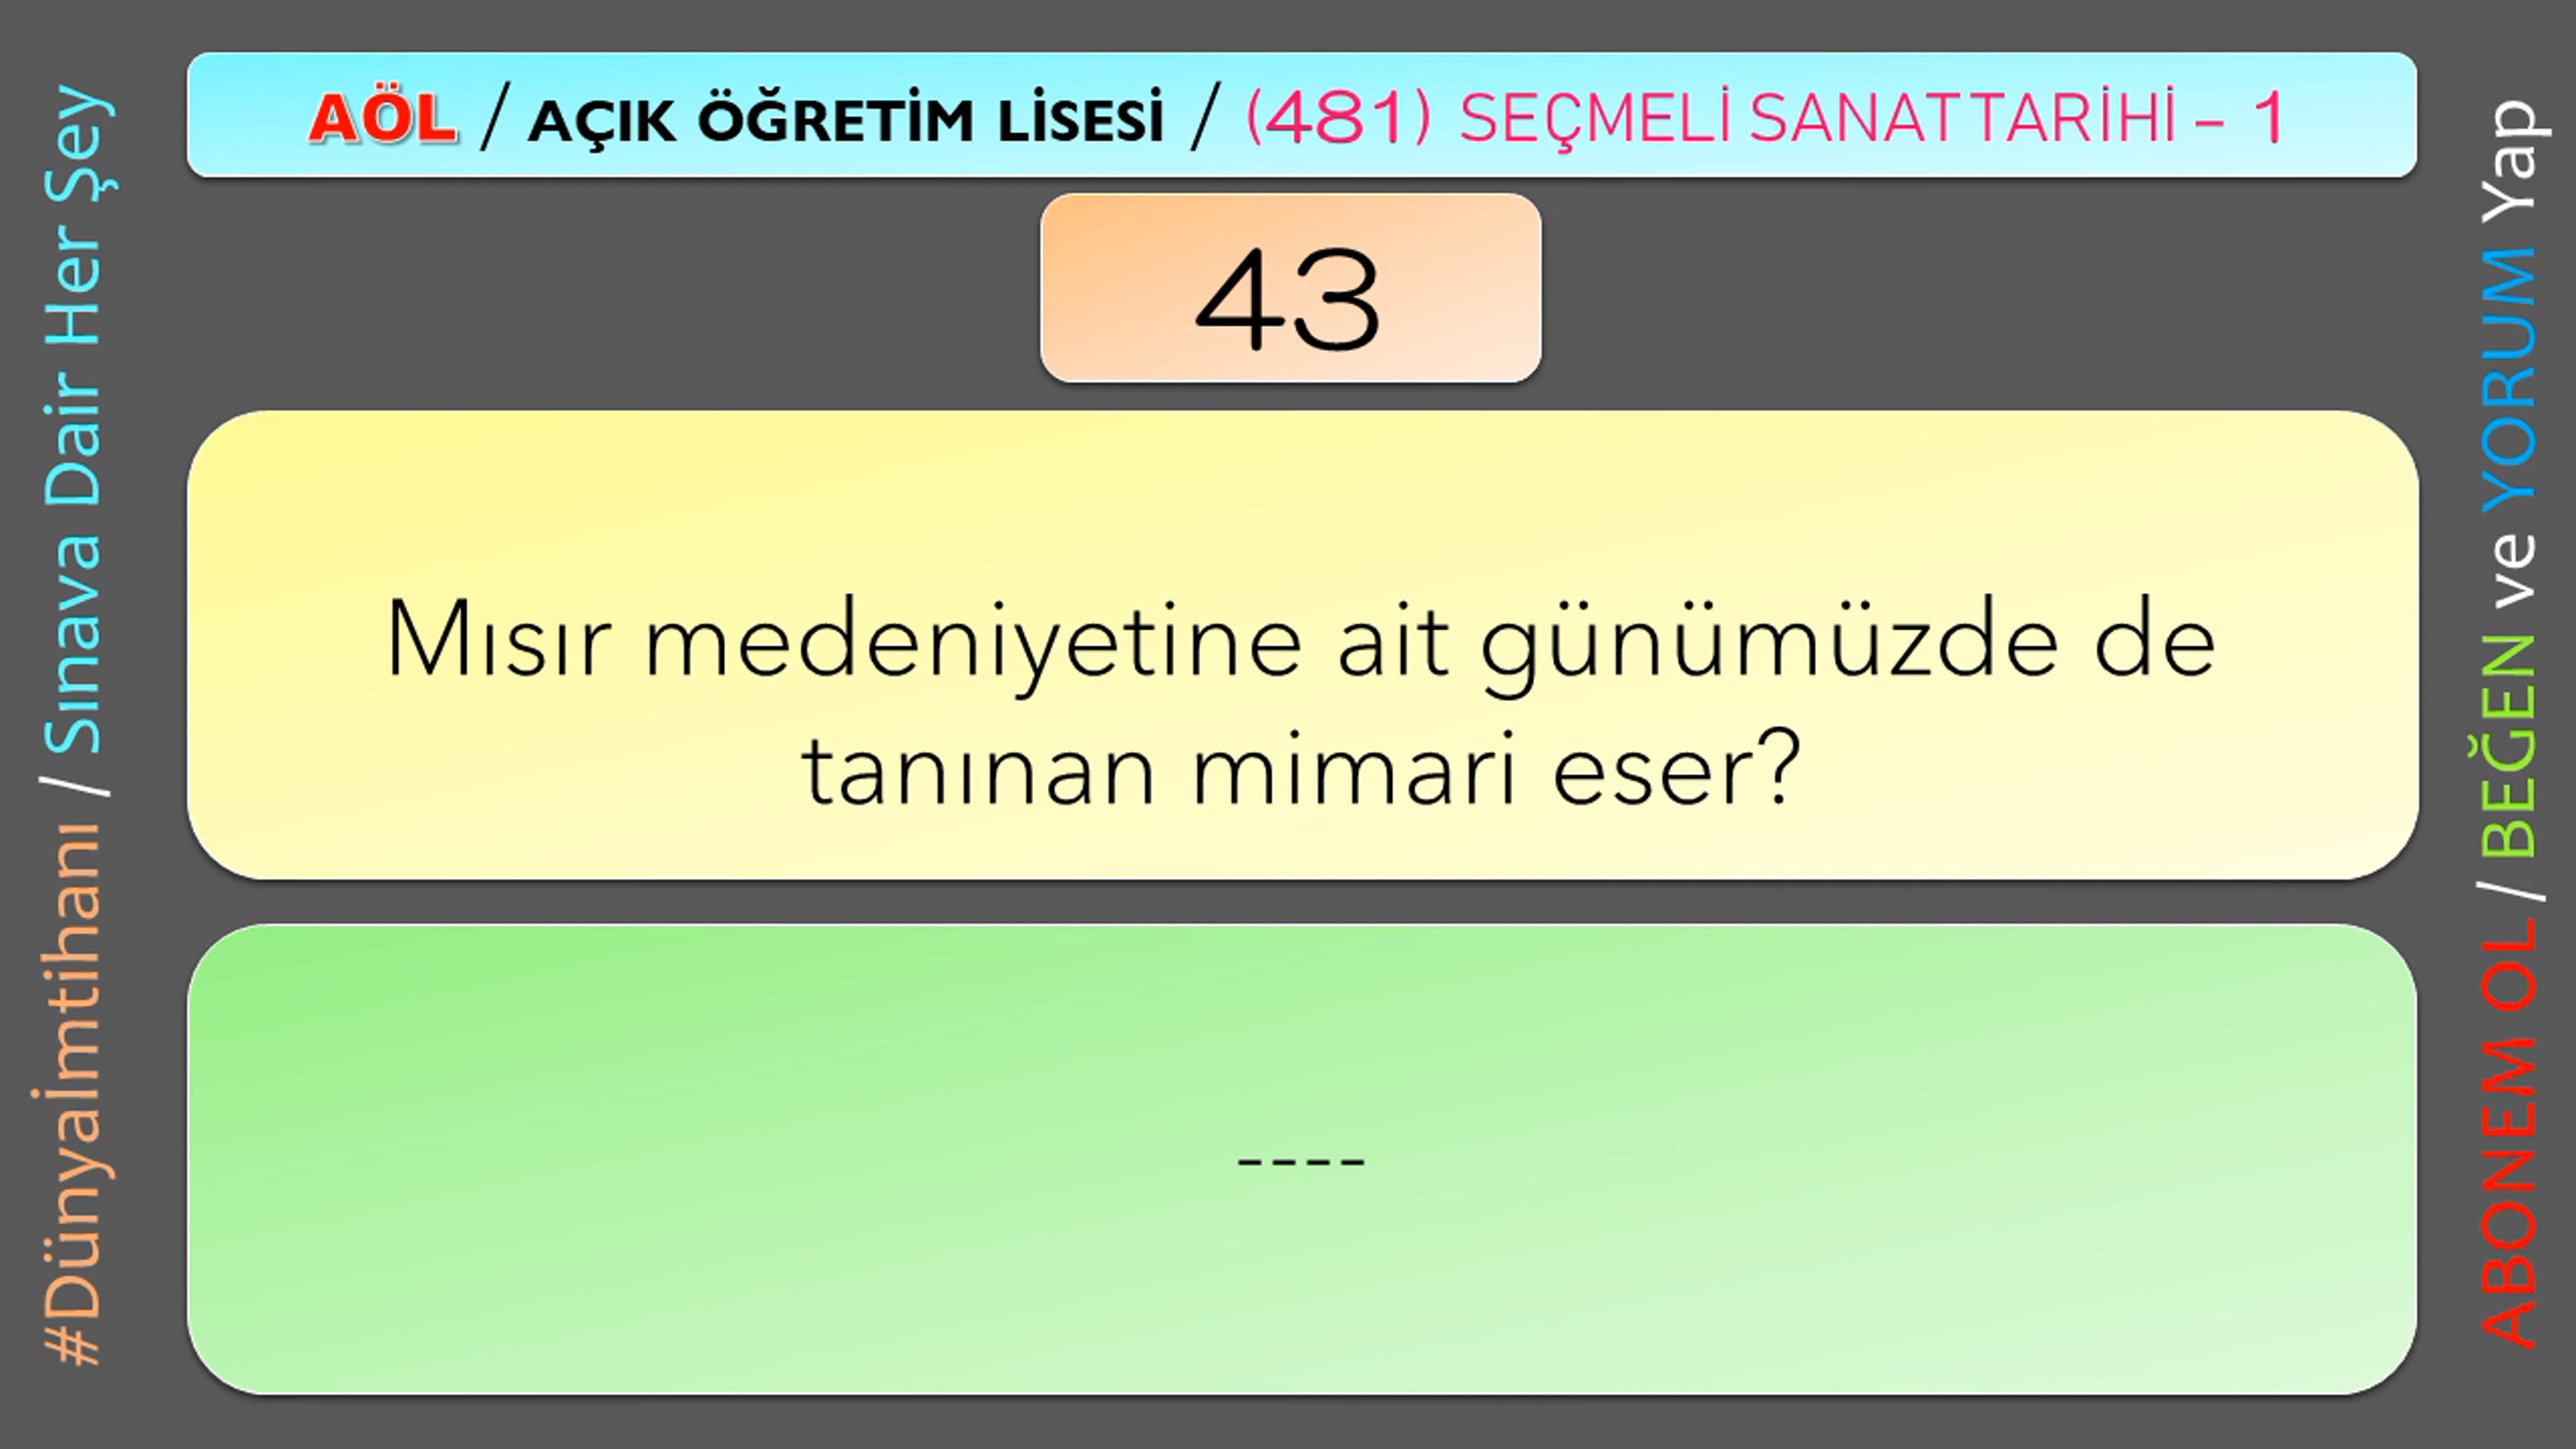 AÖL / AÇIK ÖĞRETİM LİSESİ / (481) SEÇMELİ SANAT TARİHİ – 1
43
Mısır medeniyetine ait günümüzde de
tanınan mimari eser?
----
#Dünyaİmtihanı / Sınava Dair Her Şey
ABONEM OL / BEĞEN ve YORUM Yap